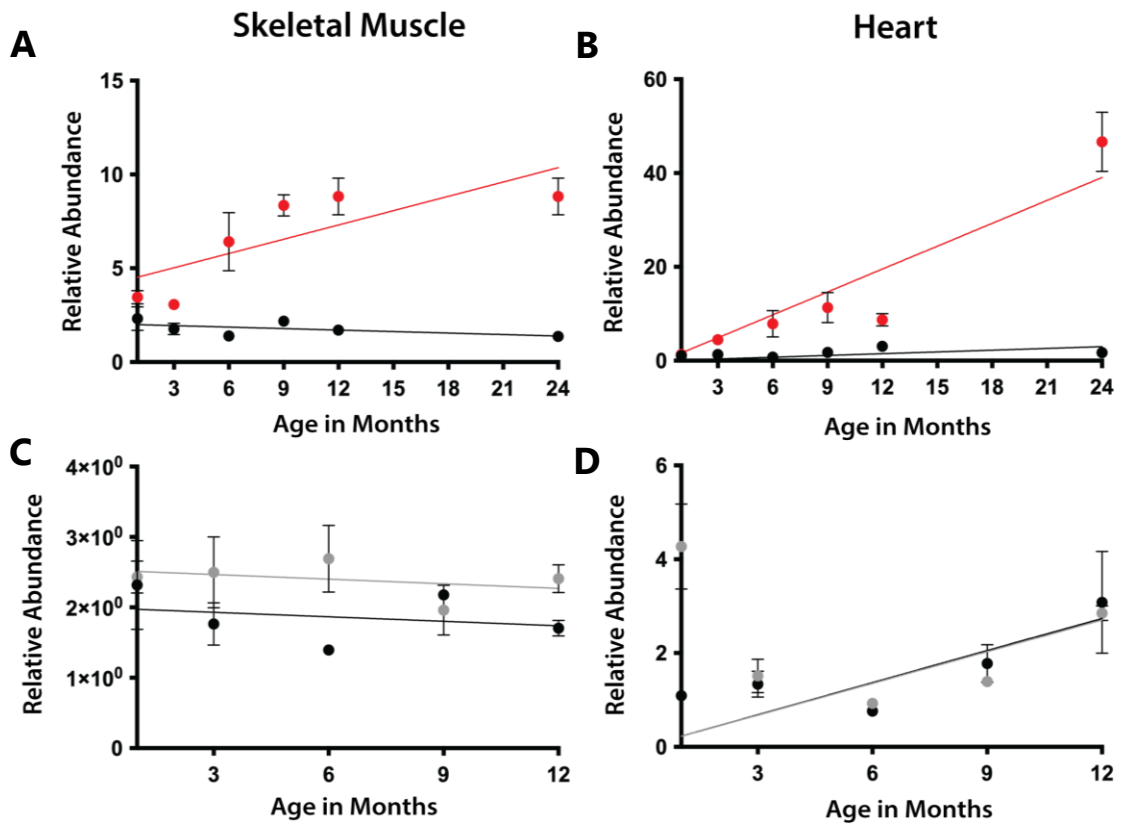 Skeletal Muscle
Heart
A
Relative Abundance
15
10
5
0
3 6 9 12 15 18 21 24
Age in Months
B
Relative Abundance
60
40
20
0
3 6 9 12 15 18 21 24
Age in Months
C
Relative Abundance
4×10⁰
3×10⁰
2×10⁰
1×10⁰
0
3 6 9 12
Age in Months
D
Relative Abundance
6
4
2
0
3 6 9 12
Age in Months